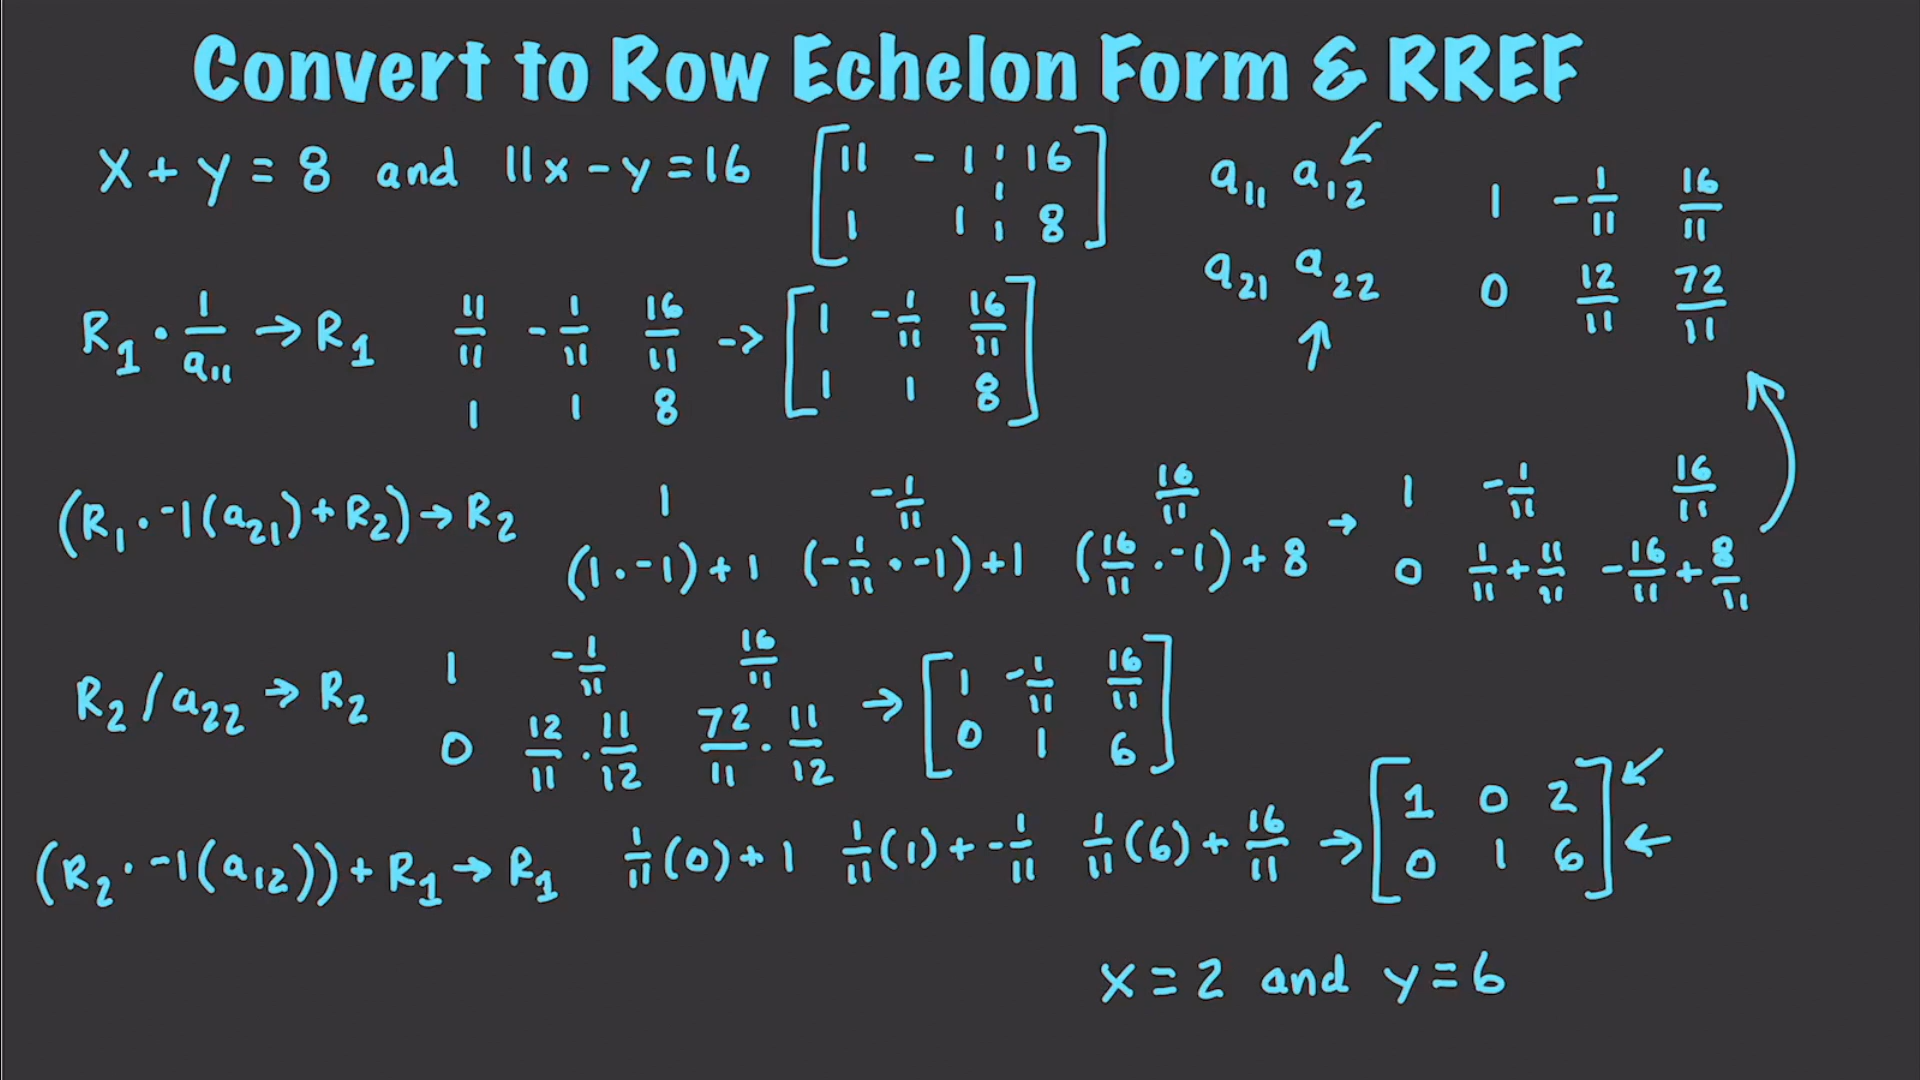 Convert to Row Echelon Form & RREF
x + y = 8 and 11x - y = 16 [11 -1 ¦ 16
1 1 ¦ 8]
a₁₁ a₁₂
a₂₁ a₂₂
1 -1/11 16/11
0 12/11 72/11
R₁ · 1/a₁₁ → R₁ 11/11 -1/11 16/11 -> [1 -1/11 16/11
1 1 8 1 1 8]
(R₁ · -1(a₂₁) + R₂) → R₂ 1 -1/11 16/11 → 1 -1/11 16/11
(1 · -1) + 1 (-1/11 · -1) + 1 (16/11 · -1) + 8 0 1/11 + 11/11 -16/11 + 8/11
R₂ / a₂₂ → R₂ 1 -1/11 16/11 → [1 -1/11 16/11
0 12/11 · 11/12 72/11 · 11/12 0 1 6]
(R₂ · -1(a₁₂)) + R₁ → R₁ 1/11(0) + 1 1/11(1) + -1/11 1/11(6) + 16/11 → [1 0 2
0 1 6]
x = 2 and y = 6